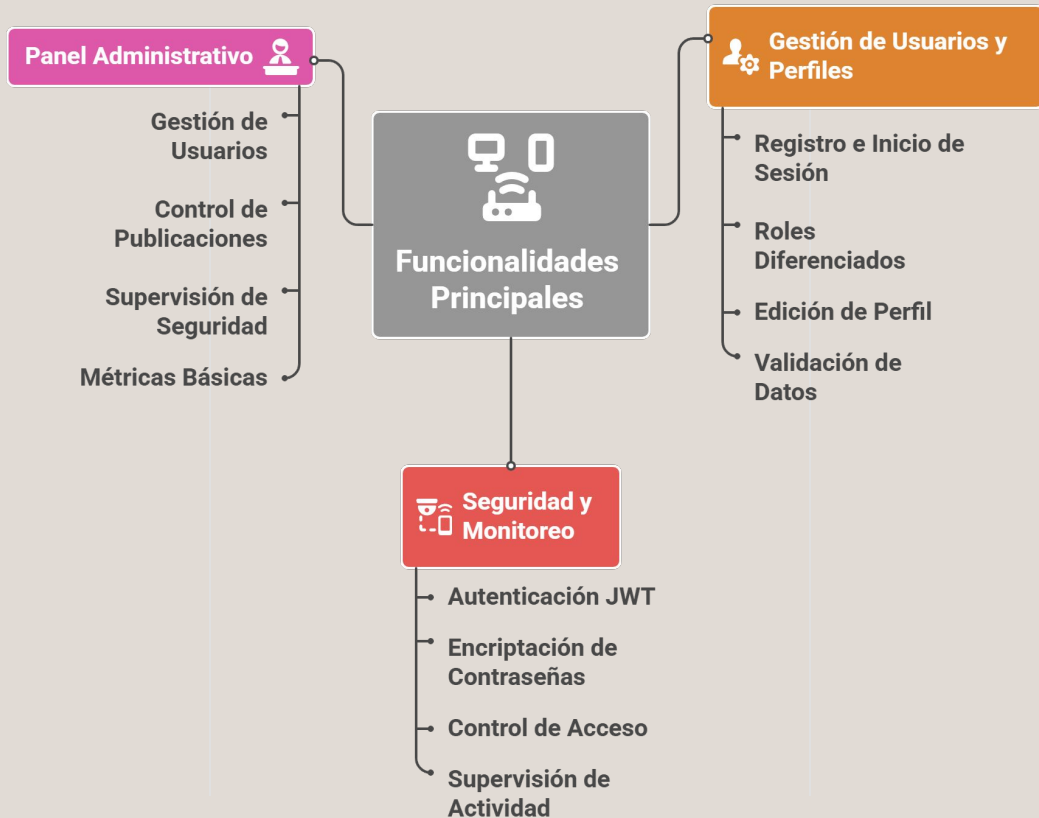 Panel Administrativo
Gestión de
Usuarios
Control de
Publicaciones
Supervisión de
Seguridad
Métricas Básicas
Funcionalidades
Principales
Gestión de Usuarios y
Perfiles
Registro e Inicio de
Sesión
Roles
Diferenciados
Edición de Perfil
Validación de
Datos
Seguridad y
Monitoreo
Autenticación JWT
Encriptación de
Contraseñas
Control de Acceso
Supervisión de
Actividad